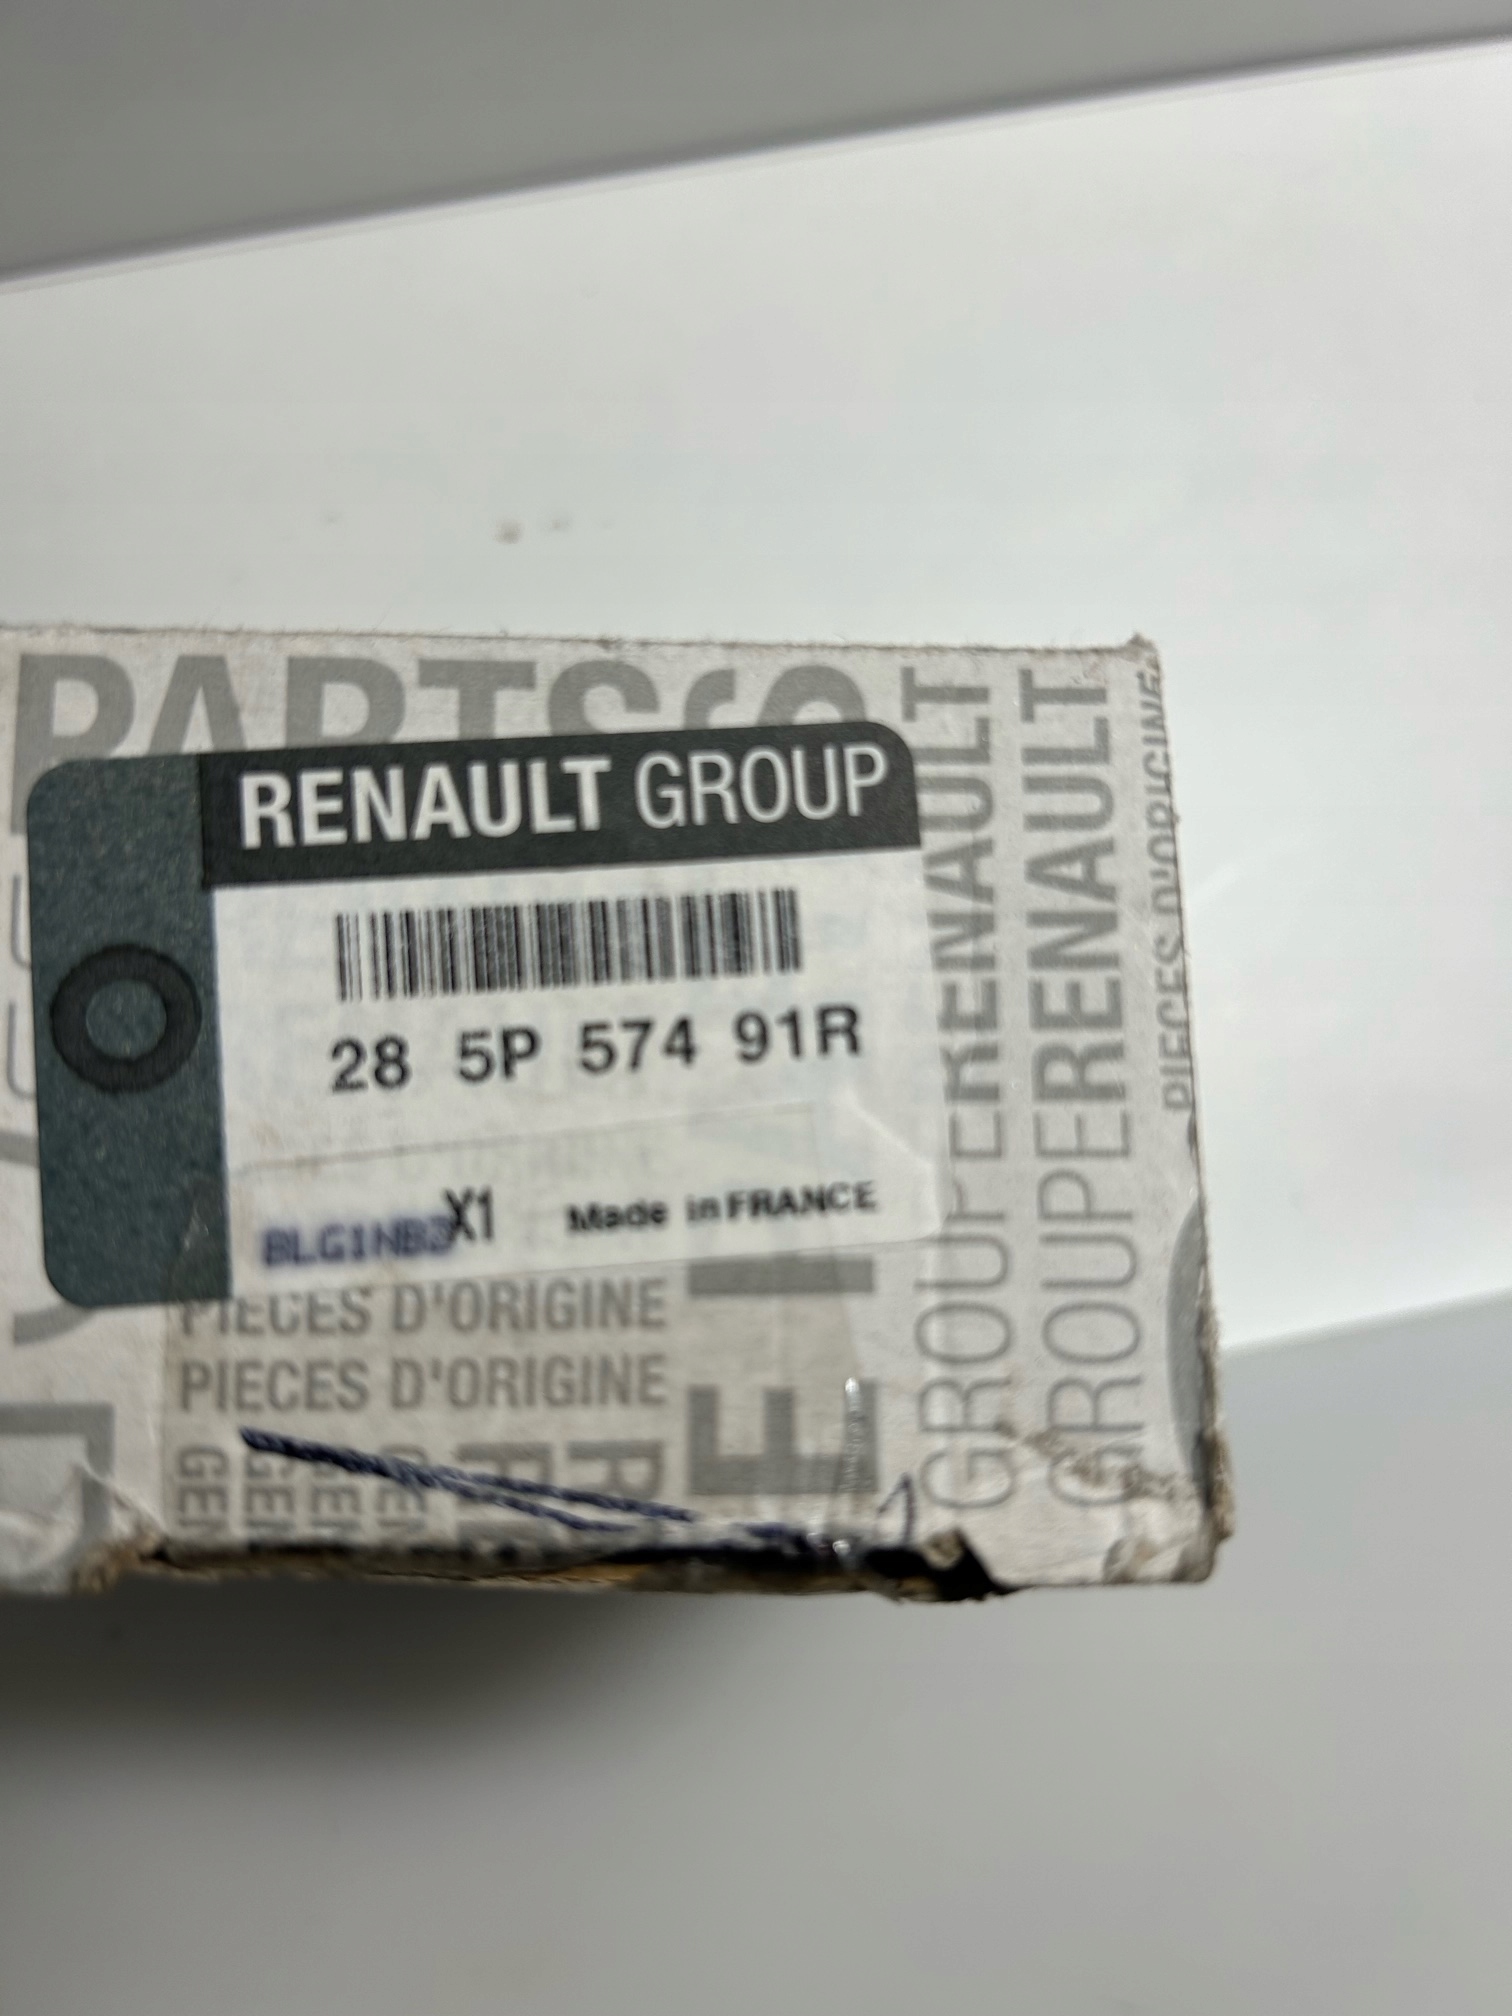 PARTS
RENAULT GROUP
28 5P 574 91R
X1 Made in FRANCE
PIECES D'ORIGINE
PIECES D'ORIGINE
GROUPE RENAULT
GROUPE RENAULT
PIECES D'ORIGINE